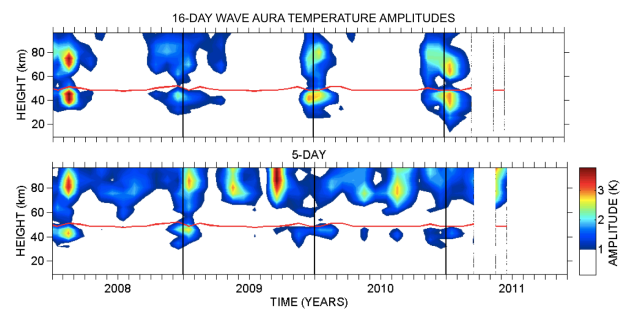 16-DAY WAVE AURA TEMPERATURE AMPLITUDES
HEIGHT (km)
80
60
40
20
5-DAY
HEIGHT (km)
80
60
40
20
2008
2009
2010
2011
TIME (YEARS)
3
2
1
AMPLITUDE (K)